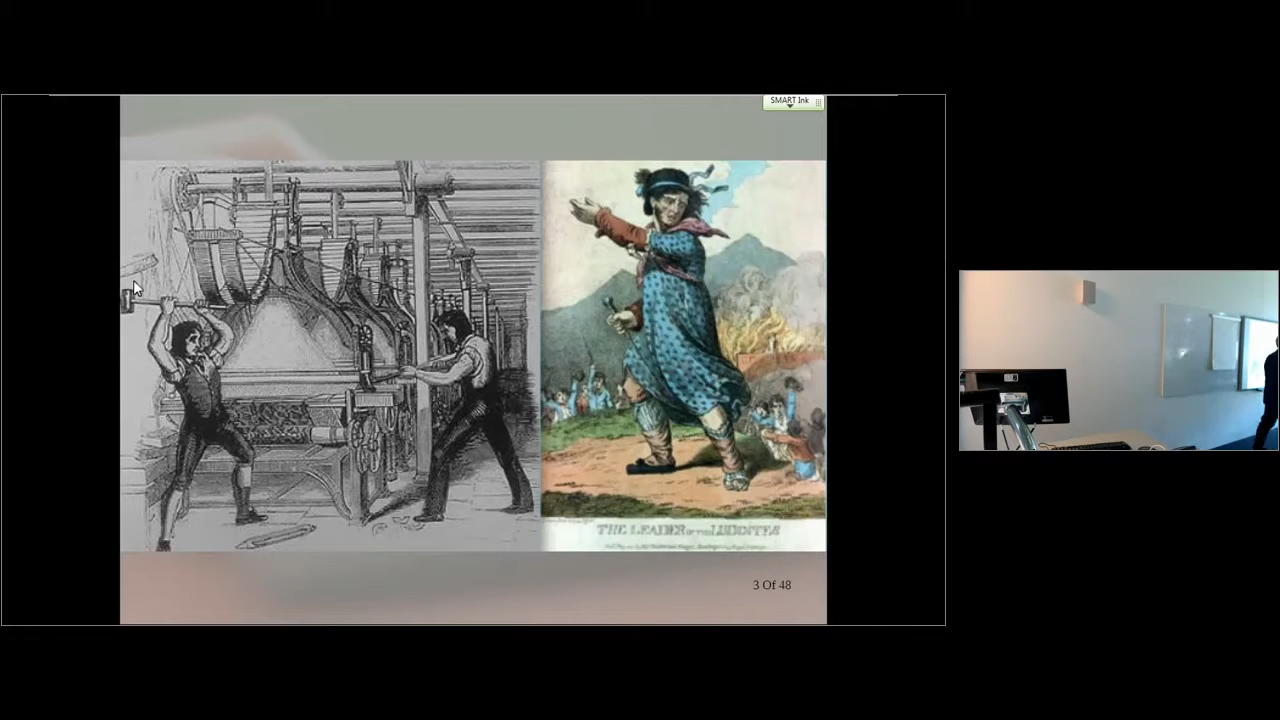 SMART Ink
THE LEADER OF THE LUDDITES
3 Of 48